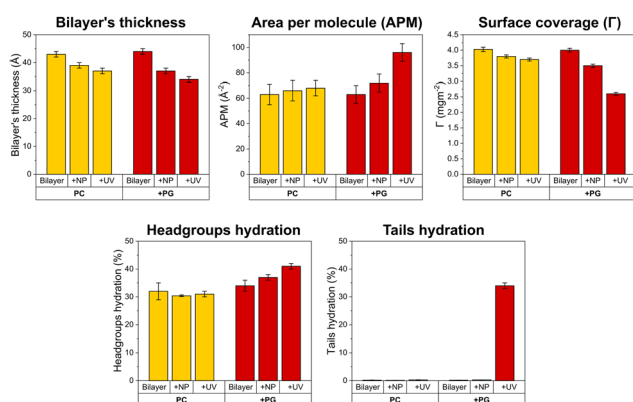 Bilayer's thickness
Bilayer's thickness (Å)
50
40
30
20
10
0
Bilayer +NP +UV Bilayer +NP +UV
PC +PG
Area per molecule (APM)
APM (Å⁻²)
100
80
60
40
20
0
Bilayer +NP +UV Bilayer +NP +UV
PC +PG
Surface coverage (Γ)
Γ (mgm⁻²)
4.5
4.0
3.5
3.0
2.5
2.0
1.5
1.0
0.5
0.0
Bilayer +NP +UV Bilayer +NP +UV
PC +PG
Headgroups hydration
Headgroups hydration (%)
50
40
30
20
10
0
Bilayer +NP +UV Bilayer +NP +UV
PC +PG
Tails hydration
Tails hydration (%)
50
40
30
20
10
0
Bilayer +NP +UV Bilayer +NP +UV
PC +PG